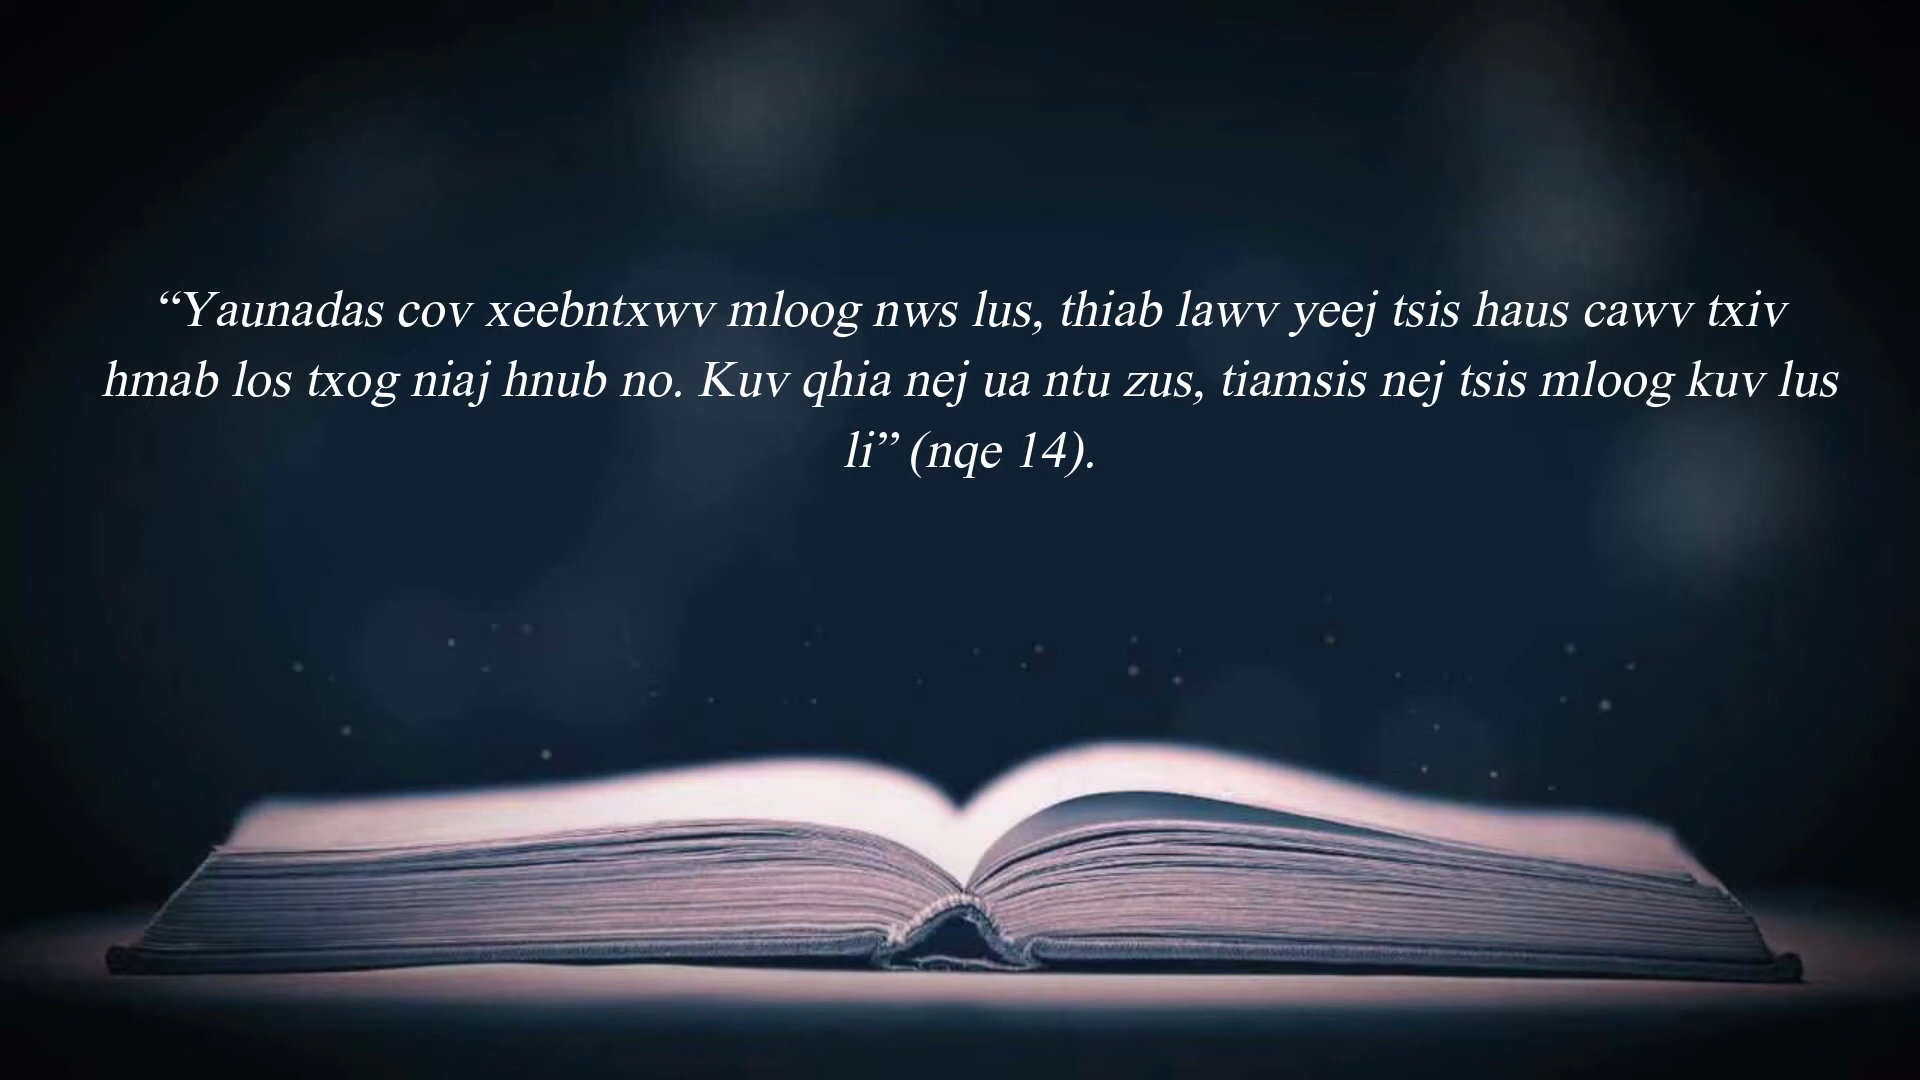 “Yaunadas cov xeebntxwv mloog nws lus, thiab lawv yeej tsis haus cawv txiv
hmab los txog niaj hnub no. Kuv qhia nej ua ntu zus, tiamsis nej tsis mloog kuv lus
li” (nqe 14).